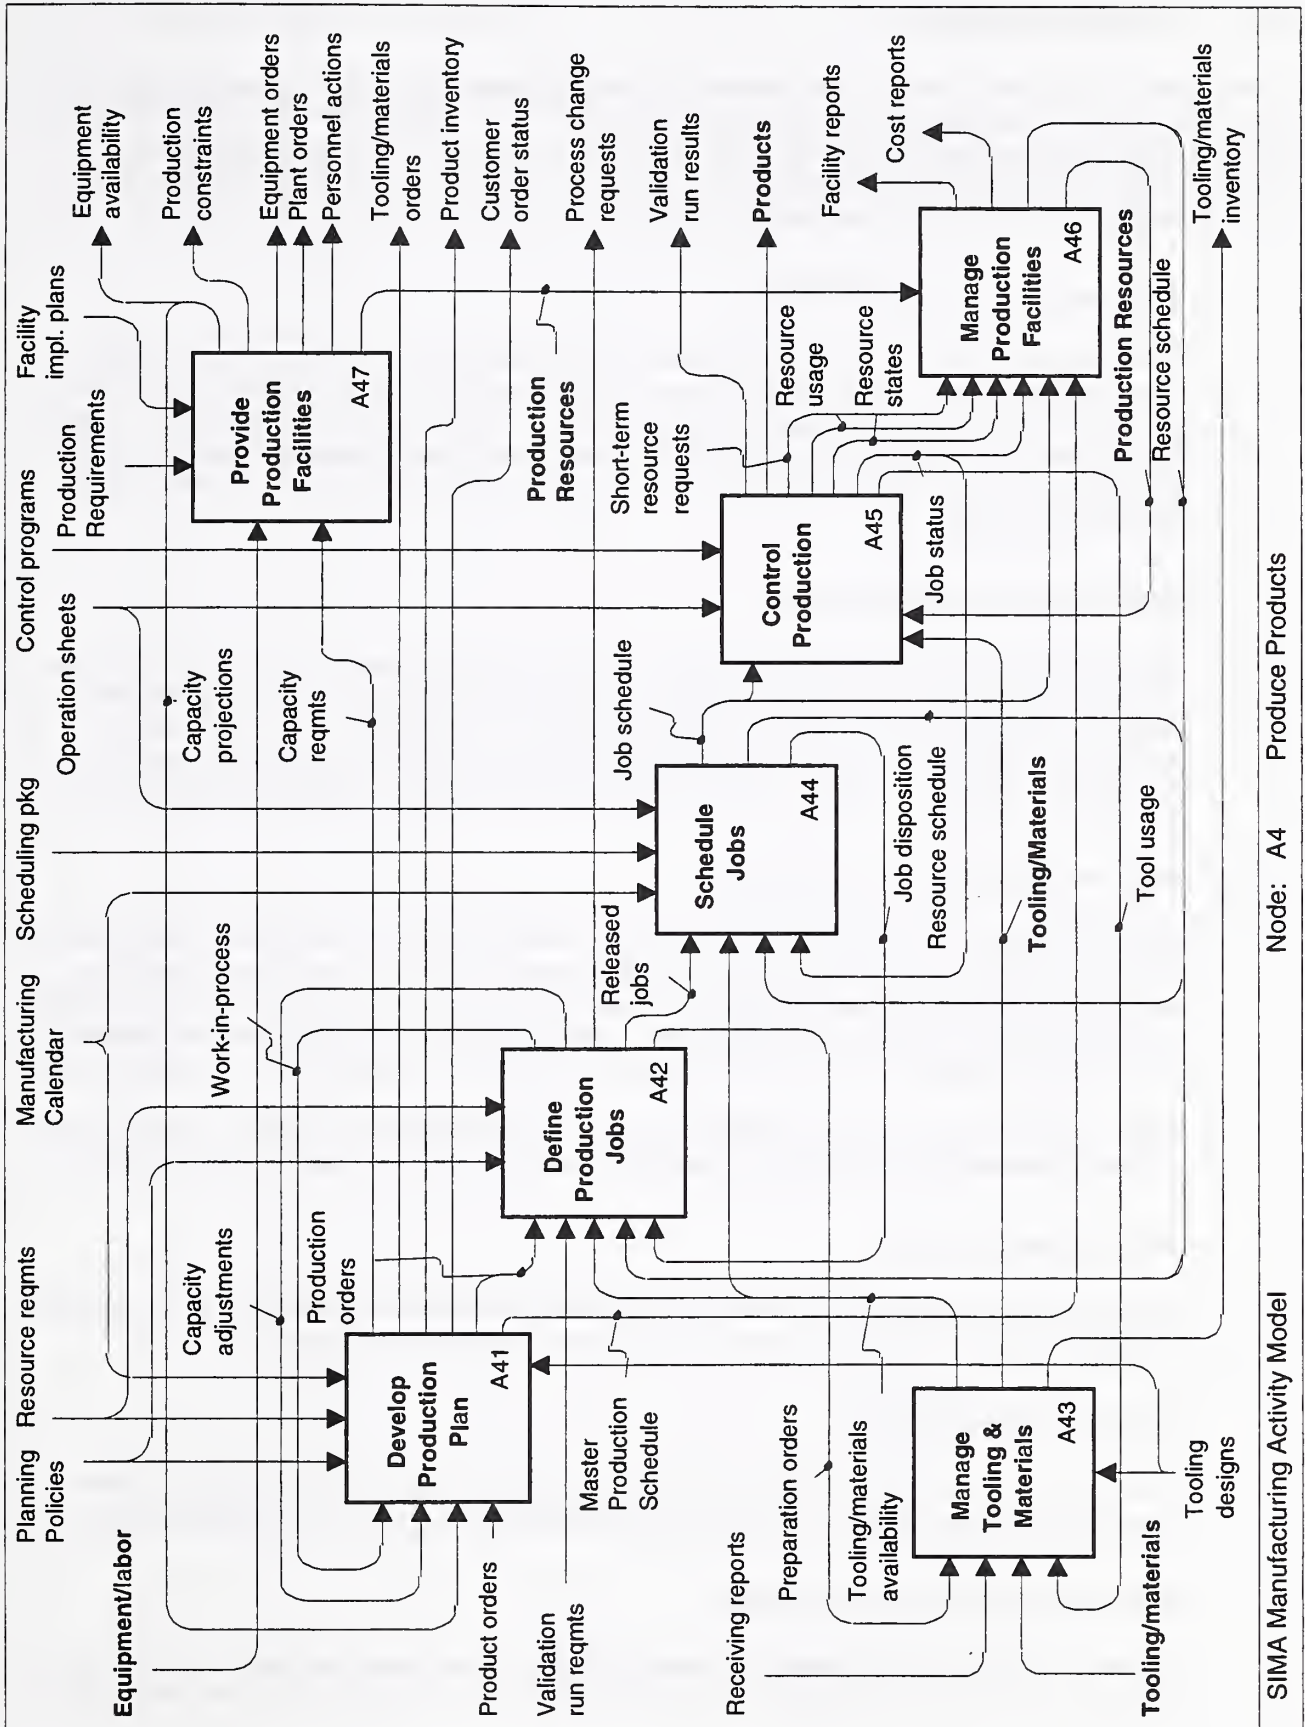 Planning
Policies
Resource reqmts
Manufacturing
Calendar
Scheduling pkg
Operation sheets
Control programs
Production
Requirements
Facility
impl. plans
Equipment
availability
Production
constraints
Equipment orders
Plant orders
Personnel actions
Tooling/materials
orders
Product inventory
Customer
order status
Process change
requests
Validation
run results
Products
Facility reports
Cost reports
Tooling/materials
inventory
Equipment/labor
Capacity
adjustments
Work-in-process
Capacity
projections
Capacity
reqmts
Provide
Production
Facilities
A47
Production
Resources
Production
orders
Develop
Production
Plan
A41
Product orders
Validation
run reqmts
Master
Production
Schedule
Define
Production
Jobs
A42
Released
jobs
Schedule
Jobs
A44
Job schedule
Job disposition
Resource schedule
Short-term
resource
requests
Control
Production
A45
Job status
Resource
usage
Resource
states
Manage
Production
Facilities
A46
Production Resources
Resource schedule
Receiving reports
Preparation orders
Tooling/materials
availability
Manage
Tooling &
Materials
A43
Tooling/Materials
Tool usage
Tooling/materials
Tooling
designs
SIMA Manufacturing Activity Model
Node: A4 Produce Products